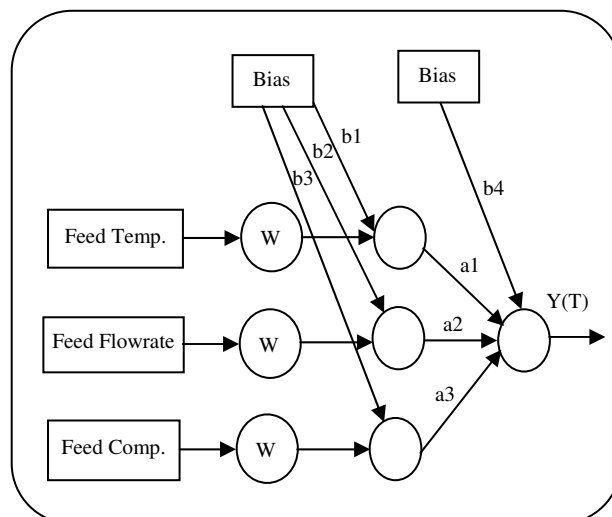 Bias
Bias
b1
b2
b3
b4
Feed Temp.
W
a1
Y(T)
Feed Flowrate
W
a2
a3
Feed Comp.
W